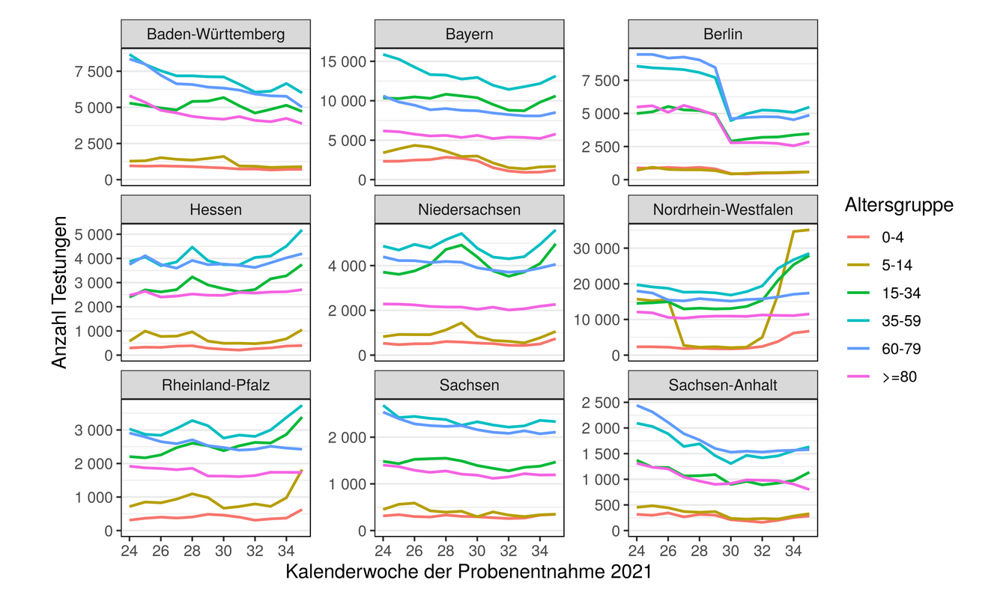 Baden-Württemberg
Bayern
Berlin
7 500
5 000
2 500
0
15 000
10 000
5 000
0
7 500
5 000
2 500
0
Hessen
Niedersachsen
Nordrhein-Westfalen
5 000
4 000
3 000
2 000
1 000
0
4 000
2 000
0
30 000
20 000
10 000
0
Rheinland-Pfalz
Sachsen
Sachsen-Anhalt
3 000
2 000
1 000
0
2 000
1 000
0
2 500
2 000
1 500
1 000
500
0
24 26 28 30 32 34
24 26 28 30 32 34
24 26 28 30 32 34
Kalenderwoche der Probenentnahme 2021
Anzahl Testungen
Altersgruppe
0-4
5-14
15-34
35-59
60-79
>=80